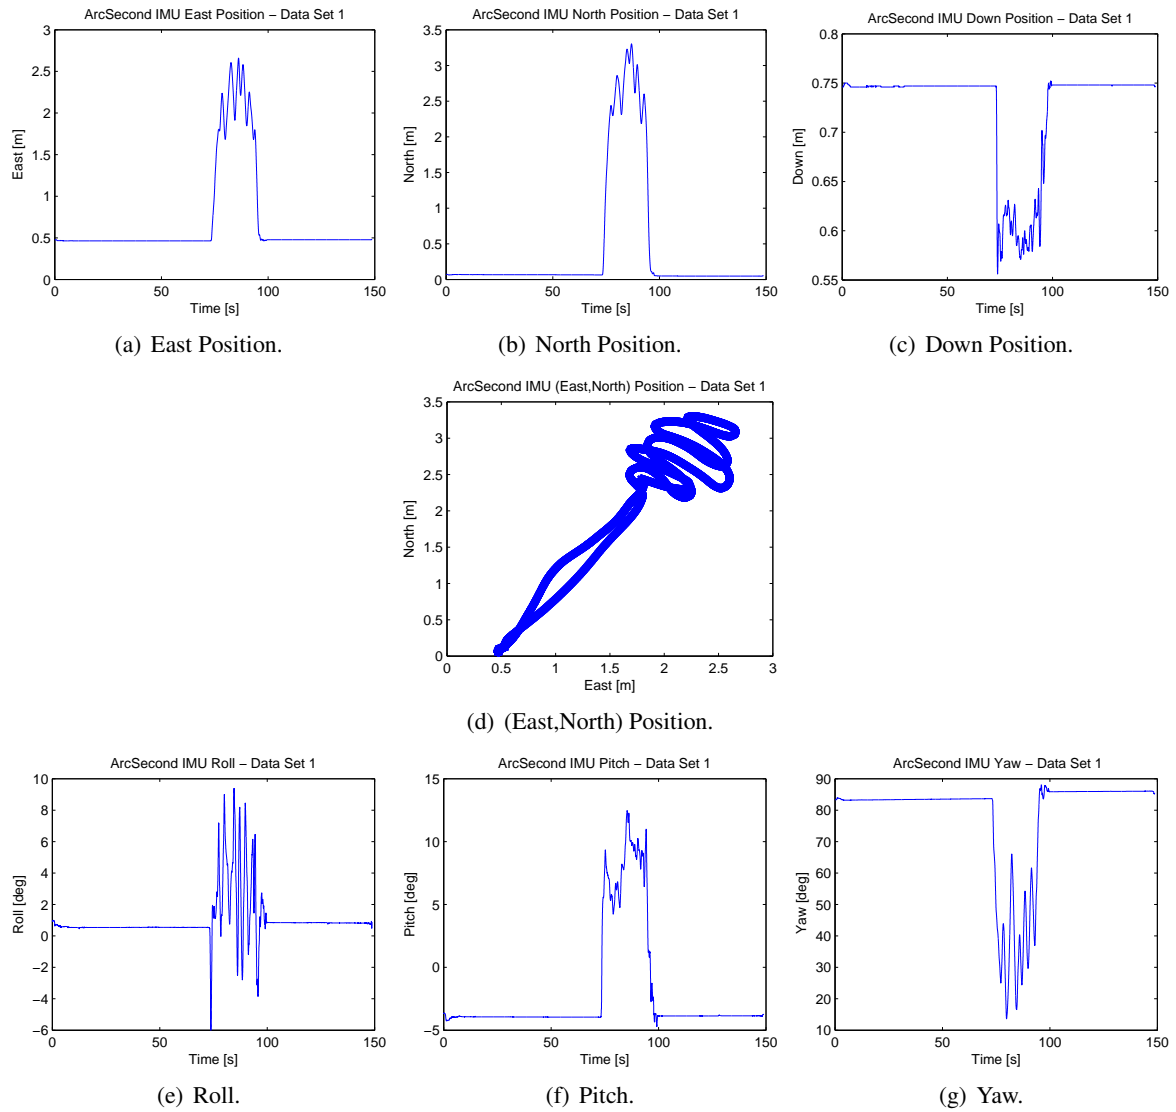 ArcSecond IMU East Position – Data Set 1
3
2.5
2
1.5
1
0.5
0
East [m]
0 50 100 150
Time [s]
(a) East Position.
ArcSecond IMU North Position – Data Set 1
3.5
3
2.5
2
1.5
1
0.5
0
North [m]
0 50 100 150
Time [s]
(b) North Position.
ArcSecond IMU Down Position – Data Set 1
0.8
0.75
0.7
0.65
0.6
0.55
Down [m]
0 50 100 150
Time [s]
(c) Down Position.
ArcSecond IMU (East,North) Position – Data Set 1
3.5
3
2.5
2
1.5
1
0.5
0
North [m]
0 0.5 1 1.5 2 2.5 3
East [m]
(d) (East,North) Position.
ArcSecond IMU Roll – Data Set 1
10
8
6
4
2
0
−2
−4
−6
Roll [deg]
0 50 100 150
Time [s]
(e) Roll.
ArcSecond IMU Pitch – Data Set 1
15
10
5
0
−5
Pitch [deg]
0 50 100 150
Time [s]
(f) Pitch.
ArcSecond IMU Yaw – Data Set 1
90
80
70
60
50
40
30
20
10
Yaw [deg]
0 50 100 150
Time [s]
(g) Yaw.